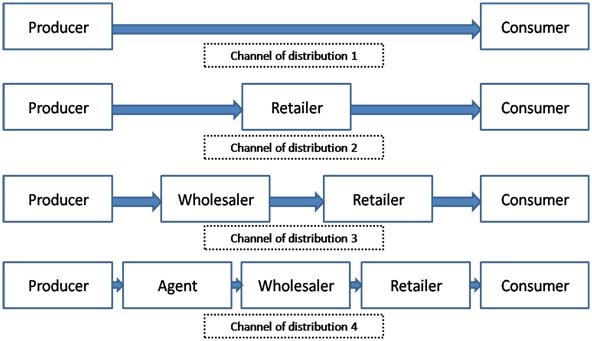 Producer Consumer
Channel of distribution 1
Producer Retailer Consumer
Channel of distribution 2
Producer Wholesaler Retailer Consumer
Channel of distribution 3
Producer Agent Wholesaler Retailer Consumer
Channel of distribution 4